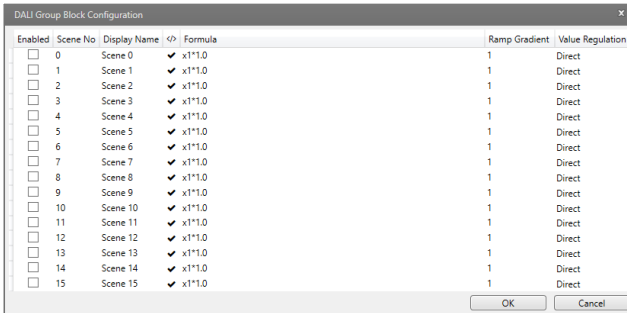 DALI Group Block Configuration x
Enabled Scene No Display Name </> Formula Ramp Gradient Value Regulation
0 Scene 0 ✔ x1*1.0 1 Direct
1 Scene 1 ✔ x1*1.0 1 Direct
2 Scene 2 ✔ x1*1.0 1 Direct
3 Scene 3 ✔ x1*1.0 1 Direct
4 Scene 4 ✔ x1*1.0 1 Direct
5 Scene 5 ✔ x1*1.0 1 Direct
6 Scene 6 ✔ x1*1.0 1 Direct
7 Scene 7 ✔ x1*1.0 1 Direct
8 Scene 8 ✔ x1*1.0 1 Direct
9 Scene 9 ✔ x1*1.0 1 Direct
10 Scene 10 ✔ x1*1.0 1 Direct
11 Scene 11 ✔ x1*1.0 1 Direct
12 Scene 12 ✔ x1*1.0 1 Direct
13 Scene 13 ✔ x1*1.0 1 Direct
14 Scene 14 ✔ x1*1.0 1 Direct
15 Scene 15 ✔ x1*1.0 1 Direct
OK Cancel